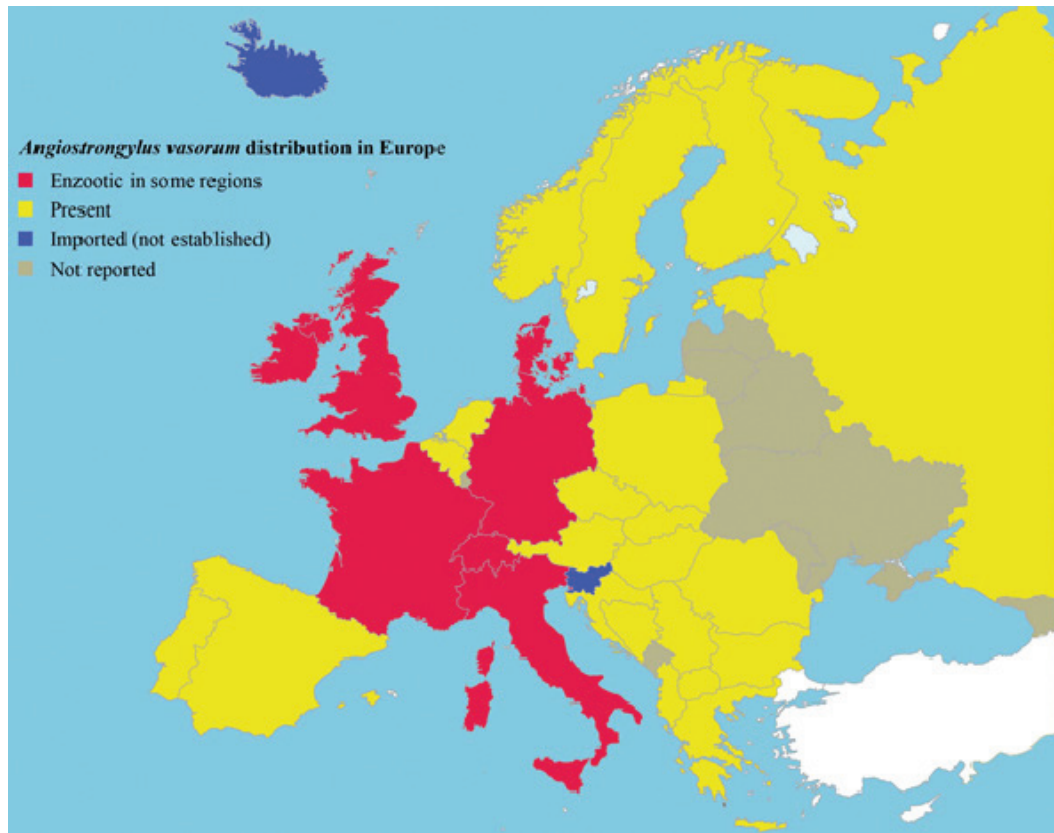 Angiostrongylus vasorum distribution in Europe
Enzootic in some regions
Present
Imported (not established)
Not reported